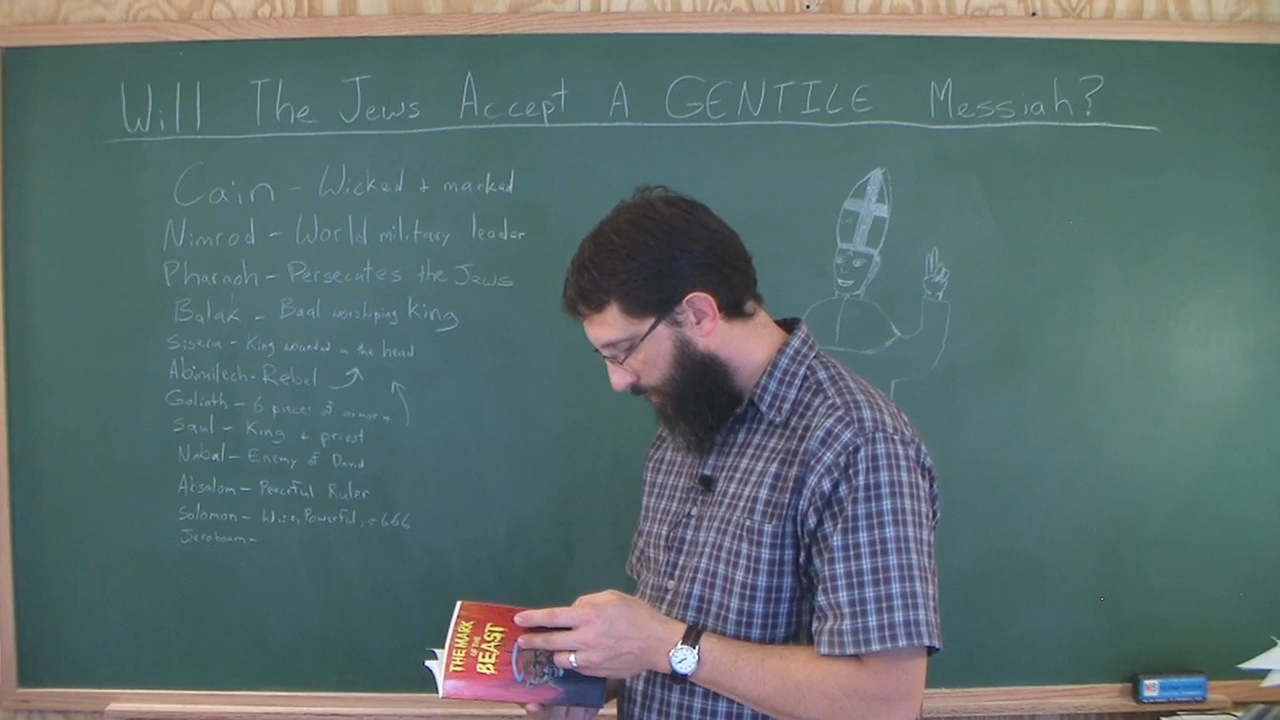 Will The Jews Accept A GENTILE Messiah?
Cain - Wicked + marked
Nimrod - World military leader
Pharaoh - Persecutes the Jews
Balak - Baal worshiping King
Sisera - King wounded in the head
Abimilech - Rebel
Goliath - 6 pieces of armor +
Saul - King + priest
Nabal - Enemy of David
Absalom - Peaceful Ruler
Solomon - Wise, Powerful, + 666
Jeroboam -
THE MARK
OF THE
BEAST